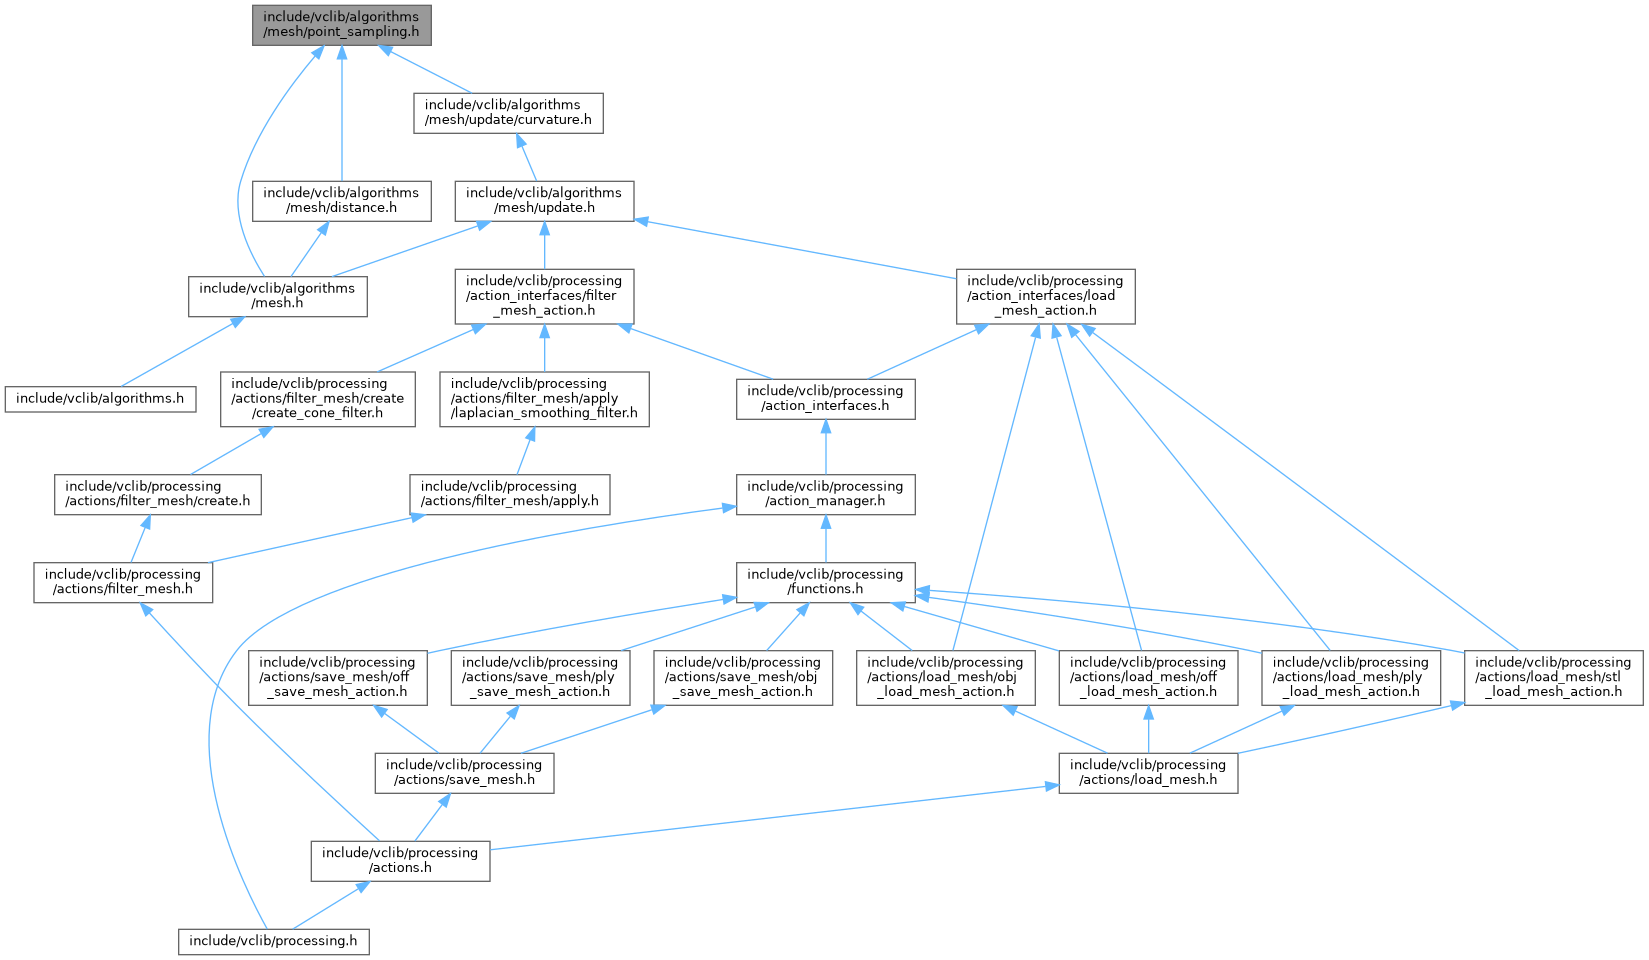 include/vclib/algorithms
/mesh/point_sampling.h
include/vclib/algorithms
/mesh/update/curvature.h
include/vclib/algorithms
/mesh/distance.h
include/vclib/algorithms
/mesh/update.h
include/vclib/algorithms
/mesh.h
include/vclib/processing
/action_interfaces/filter
_mesh_action.h
include/vclib/processing
/action_interfaces/load
_mesh_action.h
include/vclib/algorithms.h
include/vclib/processing
/actions/filter_mesh/create
/create_cone_filter.h
include/vclib/processing
/actions/filter_mesh/apply
/laplacian_smoothing_filter.h
include/vclib/processing
/action_interfaces.h
include/vclib/processing
/actions/filter_mesh/create.h
include/vclib/processing
/actions/filter_mesh/apply.h
include/vclib/processing
/action_manager.h
include/vclib/processing
/actions/filter_mesh.h
include/vclib/processing
/functions.h
include/vclib/processing
/actions/save_mesh/off
_save_mesh_action.h
include/vclib/processing
/actions/save_mesh/ply
_save_mesh_action.h
include/vclib/processing
/actions/save_mesh/obj
_save_mesh_action.h
include/vclib/processing
/actions/load_mesh/obj
_load_mesh_action.h
include/vclib/processing
/actions/load_mesh/off
_load_mesh_action.h
include/vclib/processing
/actions/load_mesh/ply
_load_mesh_action.h
include/vclib/processing
/actions/load_mesh/stl
_load_mesh_action.h
include/vclib/processing
/actions/save_mesh.h
include/vclib/processing
/actions/load_mesh.h
include/vclib/processing
/actions.h
include/vclib/processing.h